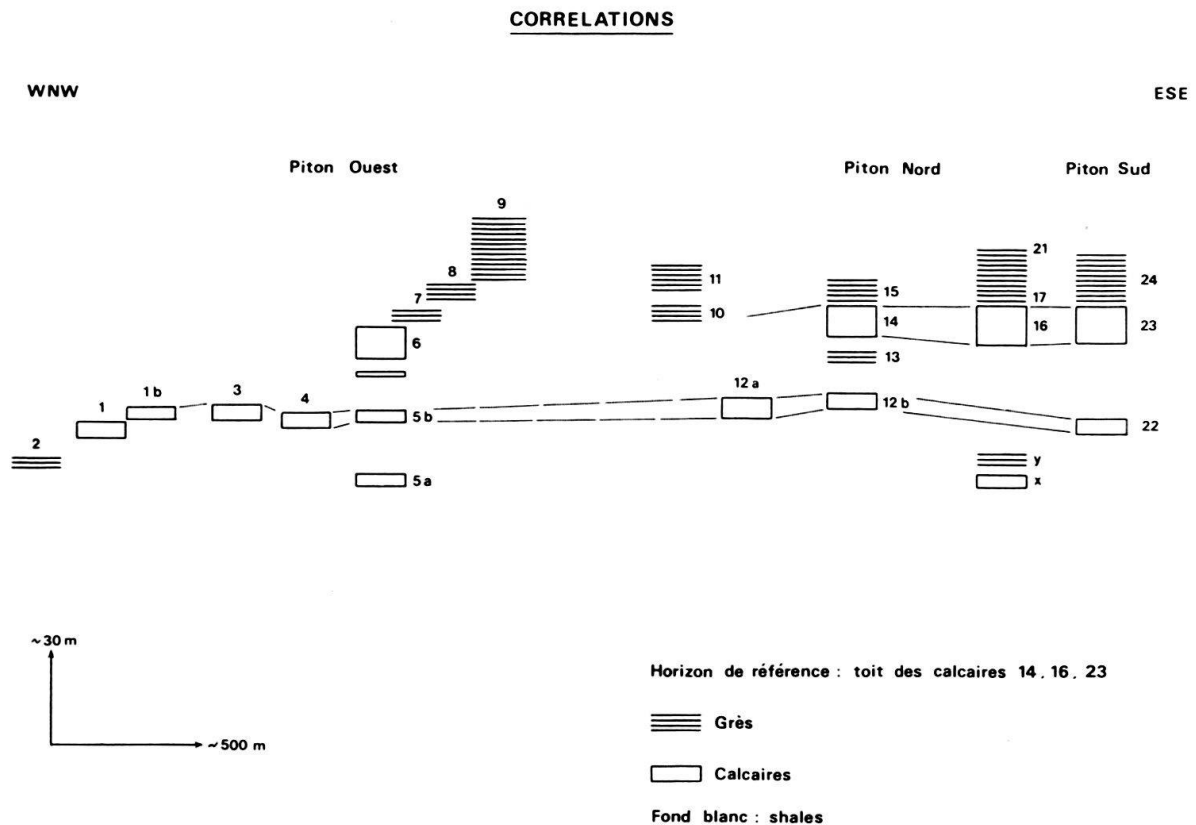 CORRELATIONS
WNW
ESE
Piton Ouest
Piton Nord
Piton Sud
9
21
8
11
24
15
7
17
10
14
16
23
6
13
1 b
3
12 a
4
1
5 b
12 b
22
2
y
5 a
x
~30 m
~500 m
Horizon de référence : toit des calcaires 14 . 16 . 23
Grès
Calcaires
Fond blanc : shales